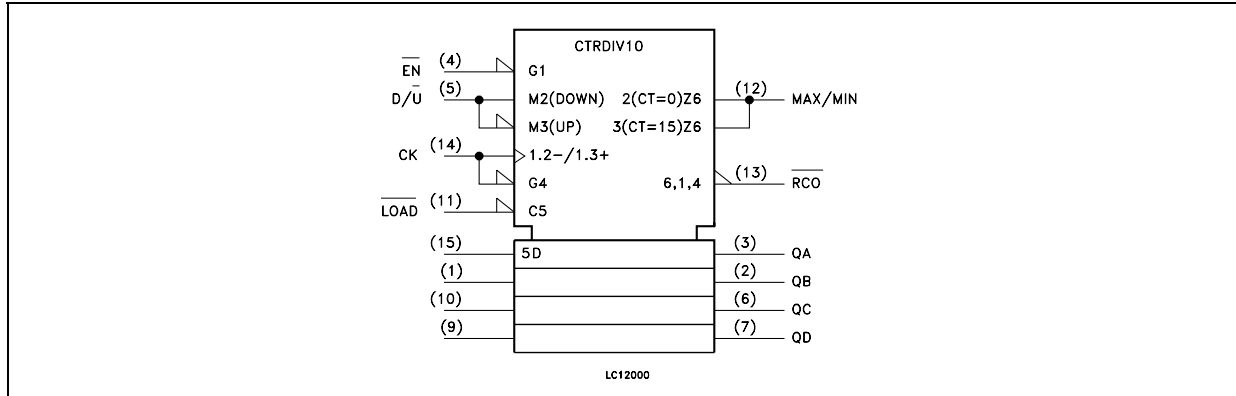 CTRDIV10
EN (4) G1
D/U (5) M2(DOWN) 2(CT=0)Z6 (12) MAX/MIN
M3(UP) 3(CT=15)Z6
CK (14) 1.2-/1.3+
G4 6,1,4 (13) RCO
LOAD (11) C5
(15) 5D (3) QA
(1) (2) QB
(10) (6) QC
(9) (7) QD
LC12000